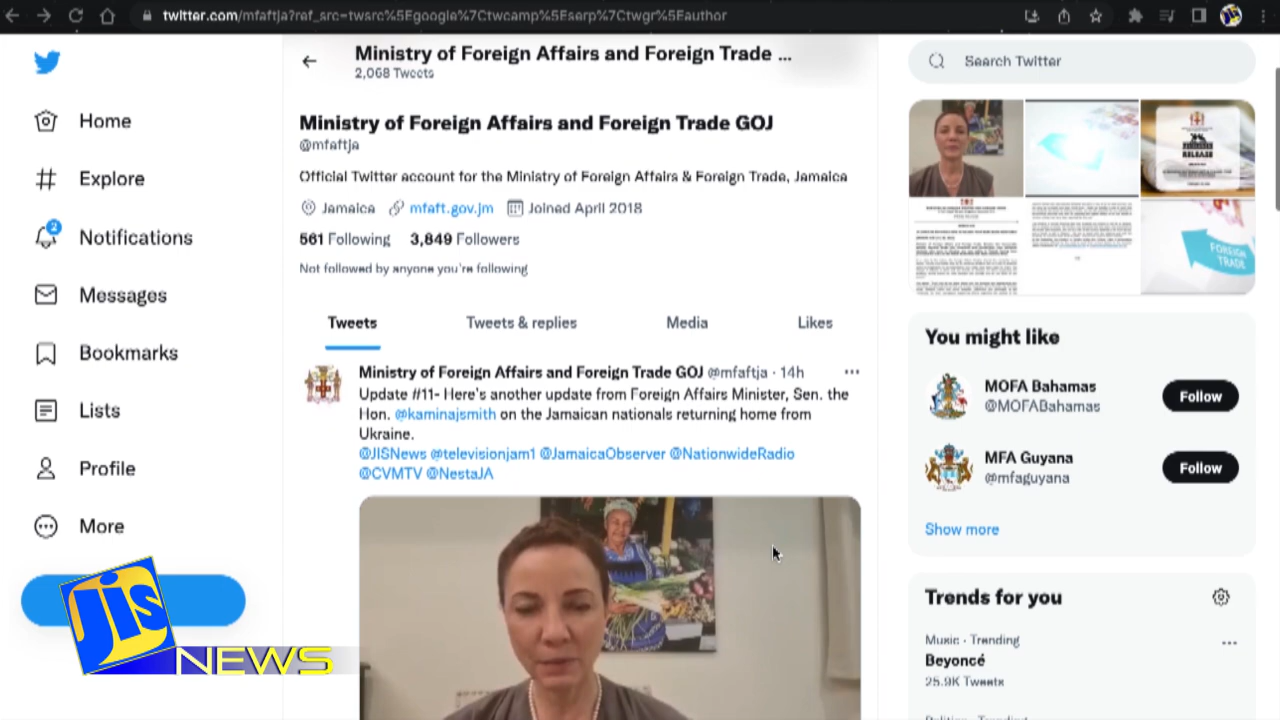 twitter.com/mfaftja?ref_src=twsrc%5Egoogle%7Ctwcamp%5Eserp%7Ctwgr%5Eauthor
Ministry of Foreign Affairs and Foreign Trade ...
2,068 Tweets
Search Twitter
Home
Explore
2
Notifications
Messages
Bookmarks
Lists
Profile
More
Ministry of Foreign Affairs and Foreign Trade GOJ
@mfaftja
Official Twitter account for the Ministry of Foreign Affairs & Foreign Trade, Jamaica
Jamaica mfaft.gov.jm Joined April 2018
561 Following 3,849 Followers
Not followed by anyone you're following
Tweets Tweets & replies Media Likes
Ministry of Foreign Affairs and Foreign Trade GOJ @mfaftja · 14h
Update #11- Here's another update from Foreign Affairs Minister, Sen. the
Hon. @kaminajsmith on the Jamaican nationals returning home from
Ukraine.
@JISNews @televisionjam1 @JamaicaObserver @NationwideRadio
@CVMTV @NestaJA
RELEASE
FOREIGN
TRADE
You might like
MOFA Bahamas
@MOFABahamas
Follow
MFA Guyana
@mfaguyana
Follow
Show more
Trends for you
Music · Trending
Beyoncé
25.9K Tweets
jis
NEWS